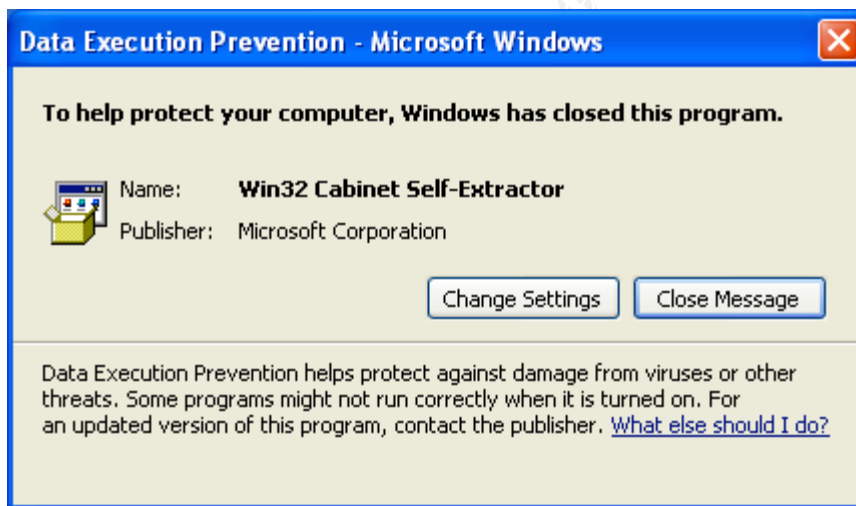 Data Execution Prevention - Microsoft Windows
To help protect your computer, Windows has closed this program.
Name: Win32 Cabinet Self-Extractor
Publisher: Microsoft Corporation
Change Settings Close Message
Data Execution Prevention helps protect against damage from viruses or other
threats. Some programs might not run correctly when it is turned on. For
an updated version of this program, contact the publisher. What else should I do?